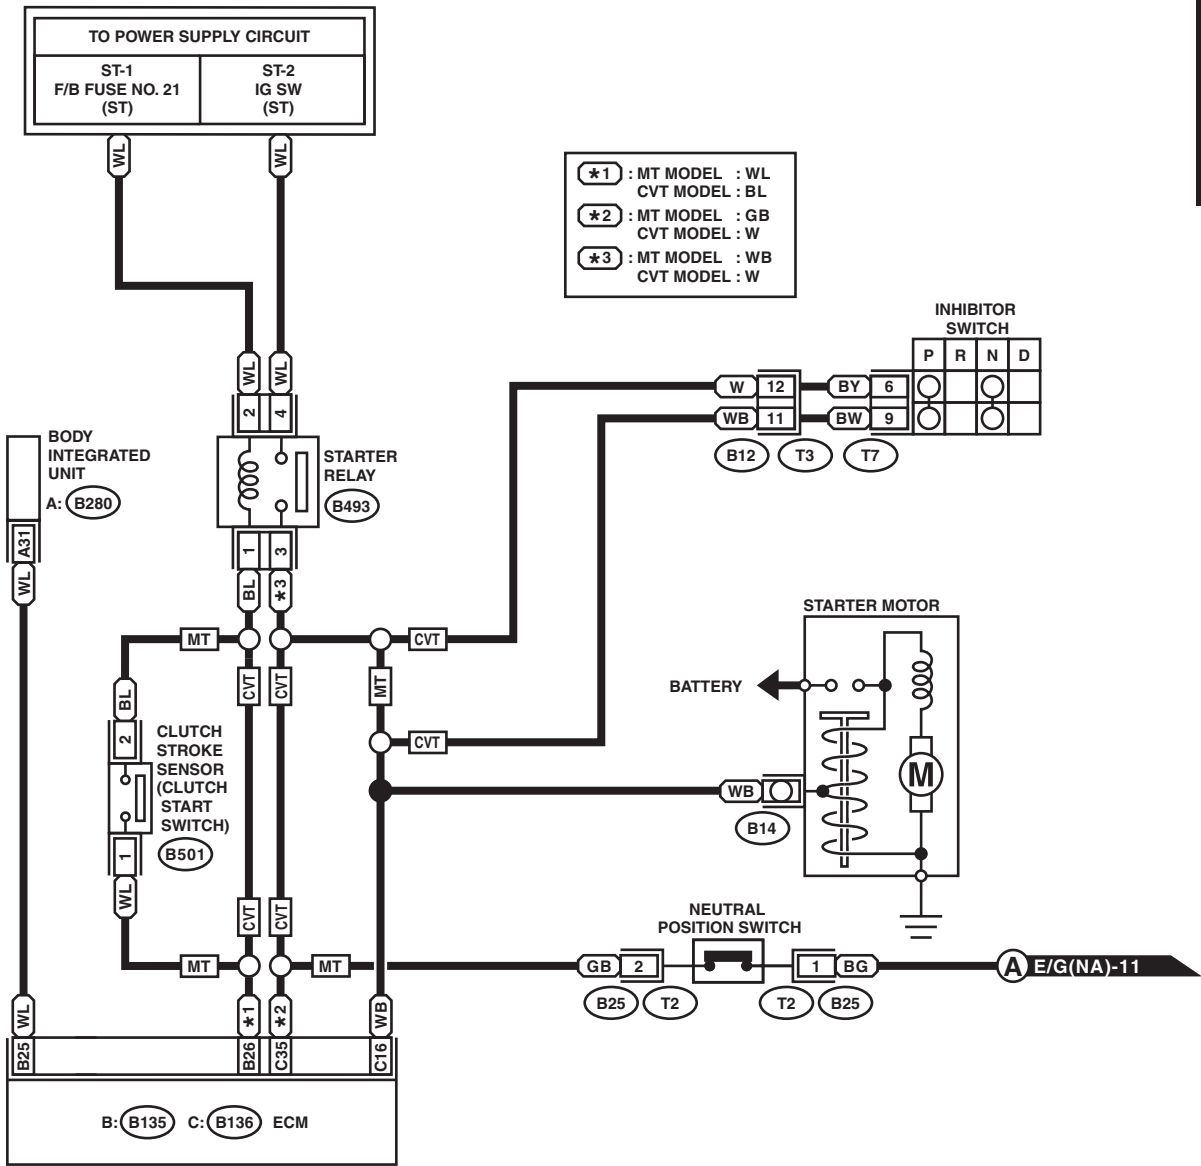 TO POWER SUPPLY CIRCUIT
ST-1
F/B FUSE NO. 21
(ST)
ST-2
IG SW
(ST)
WL
WL
*1 : MT MODEL : WL
CVT MODEL : BL
*2 : MT MODEL : GB
CVT MODEL : W
*3 : MT MODEL : WB
CVT MODEL : W
INHIBITOR
SWITCH
P R N D
WL
WL
2
4
W 12 BY 6
WB 11 BW 9
B12 T3 T7
BODY
INTEGRATED
UNIT
A: B280
A31
WL
STARTER
RELAY
B493
1
3
BL
*3
MT
CVT
CVT
CVT
MT
CVT
STARTER MOTOR
BATTERY
M
WB
B14
BL
2
CLUTCH
STROKE
SENSOR
(CLUTCH
START
SWITCH)
B501
1
WL
CVT
CVT
MT
MT
NEUTRAL
POSITION SWITCH
GB 2
1 BG
A E/G(NA)-11
B25 T2
T2 B25
WL
*1
*2
WB
B25
B26
C35
C16
B: B135 C: B136 ECM